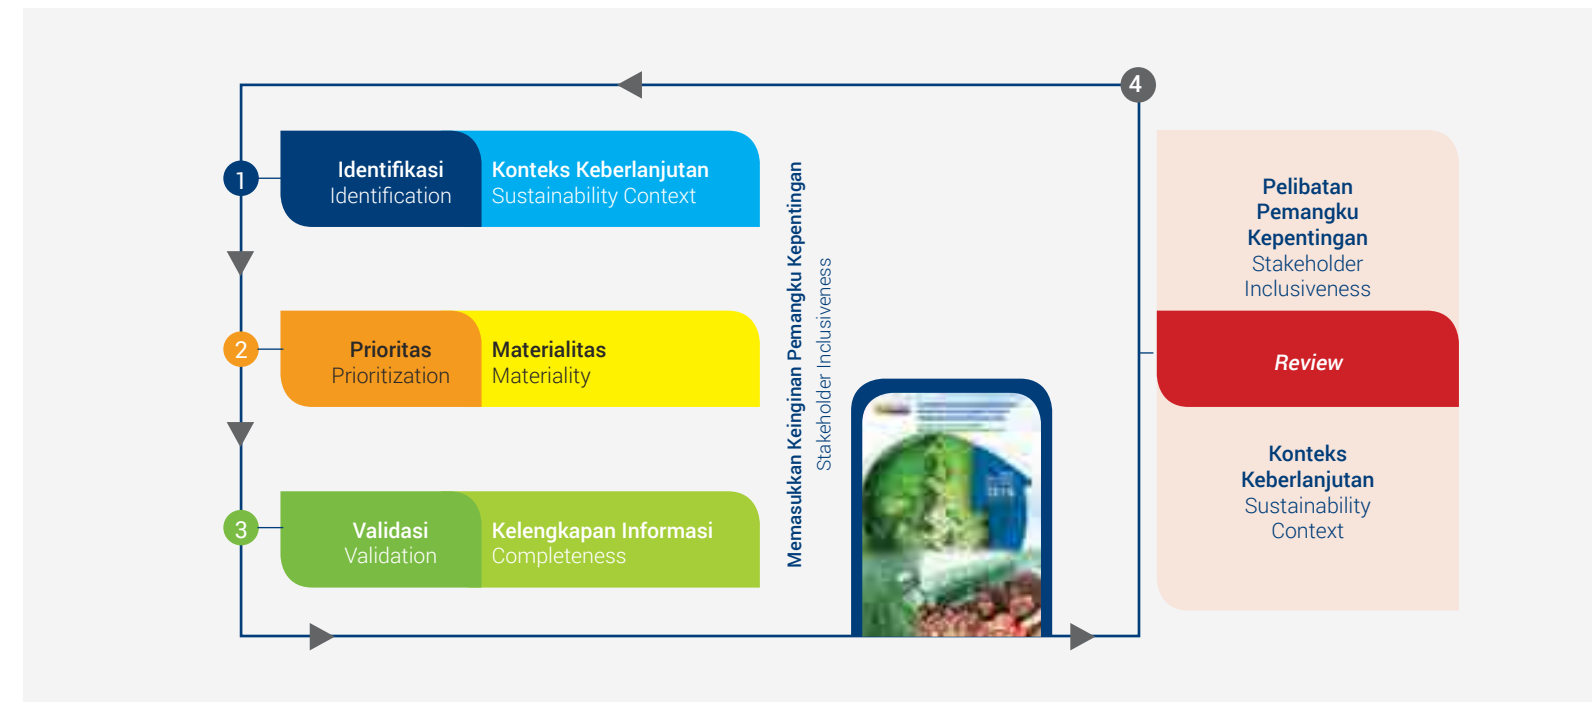 4
1
Identifikasi
Identification
Konteks Keberlanjutan
Sustainability Context
2
Prioritas
Prioritization
Materialitas
Materiality
3
Validasi
Validation
Kelengkapan Informasi
Completeness
Memasukkan Keinginan Pemangku Kepentingan
Stakeholder Inclusiveness
Pelibatan
Pemangku
Kepentingan
Stakeholder
Inclusiveness
Review
Konteks
Keberlanjutan
Sustainability
Context